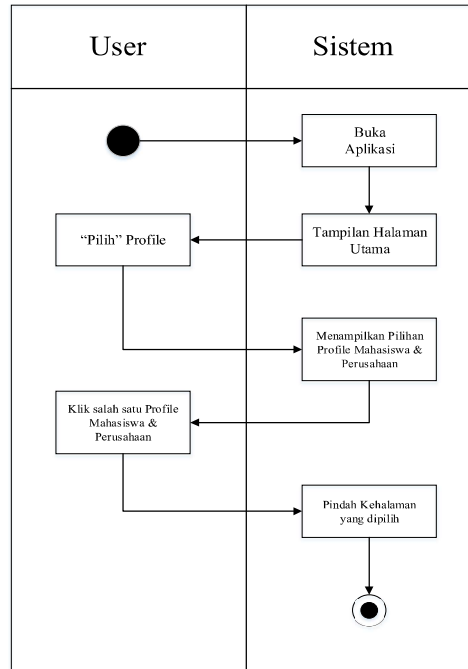 User
Sistem
Buka
Aplikasi
“Pilih” Profile
Tampilan Halaman
Utama
Menampilkan Pilihan
Profile Mahasiswa &
Perusahaan
Klik salah satu Profile
Mahasiswa &
Perusahaan
Pindah Kehalaman
yang dipilih